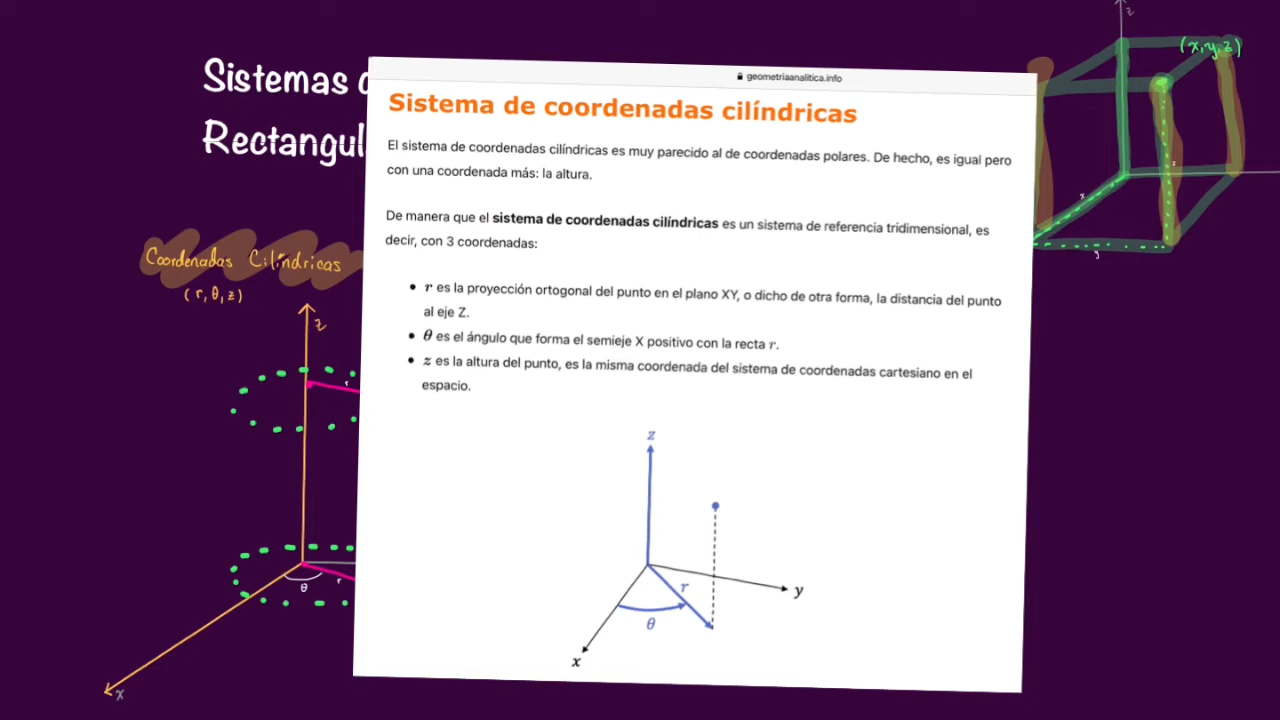 Sistemas
Rectangul
(x,y,z)
z
x
z
y
geometriaanalitica.info
Sistema de coordenadas cilíndricas
El sistema de coordenadas cilíndricas es muy parecido al de coordenadas polares. De hecho, es igual pero
con una coordenada más: la altura.
De manera que el sistema de coordenadas cilíndricas es un sistema de referencia tridimensional, es
decir, con 3 coordenadas:
r es la proyección ortogonal del punto en el plano XY, o dicho de otra forma, la distancia del punto
al eje Z.
θ es el ángulo que forma el semieje X positivo con la recta r.
z es la altura del punto, es la misma coordenada del sistema de coordenadas cartesiano en el
espacio.
z
r
y
θ
x
Coordenadas Cilíndricas
(r, θ, z)
z
r
θ
r
x